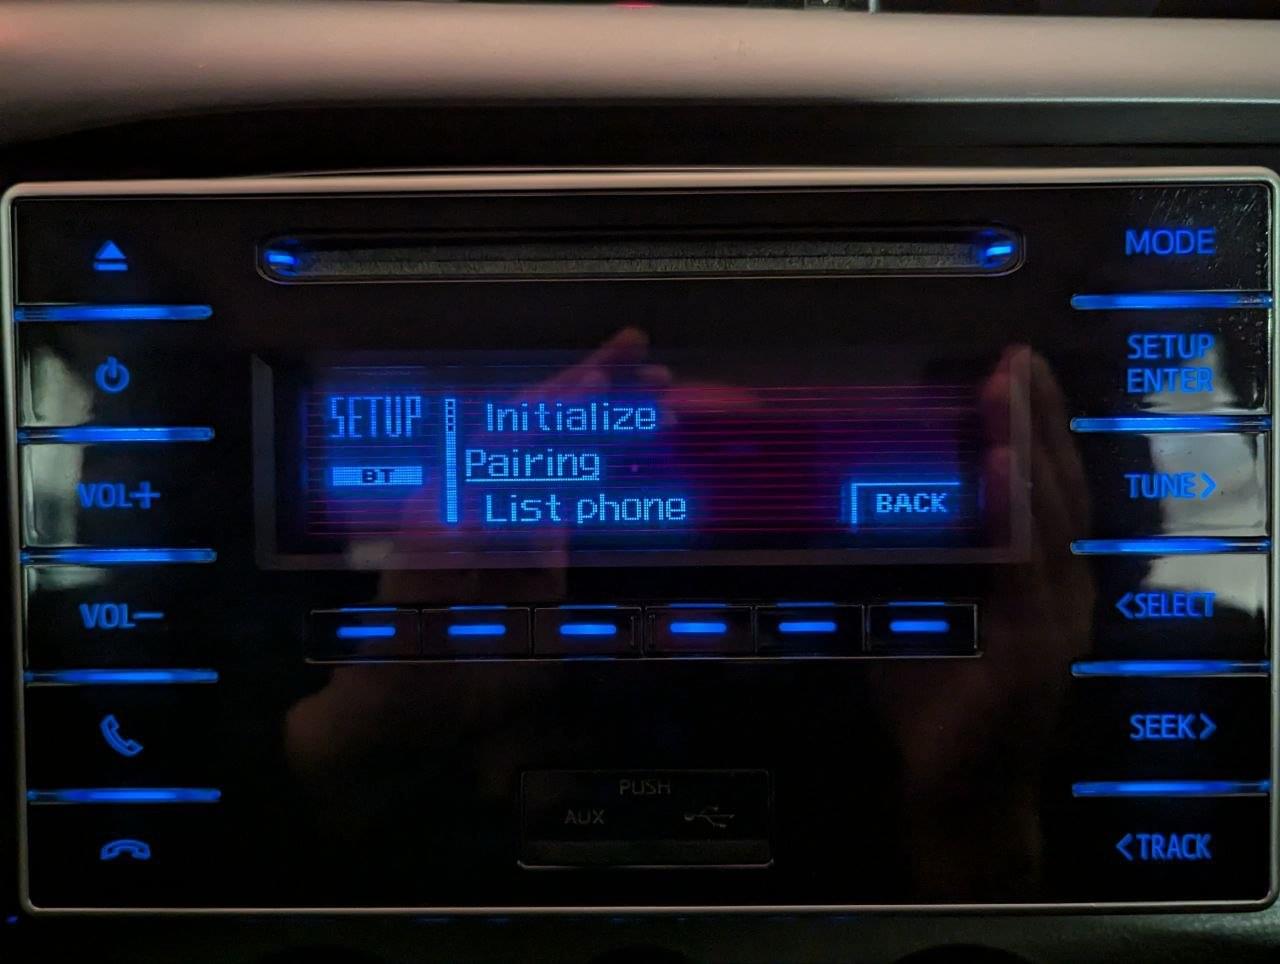 MODE
SETUP
ENTER
SETUP
Initialize
BT
Pairing
VOL+
TUNE>
List phone
BACK
VOL-
<SELECT
SEEK>
PUSH
AUX
<TRACK